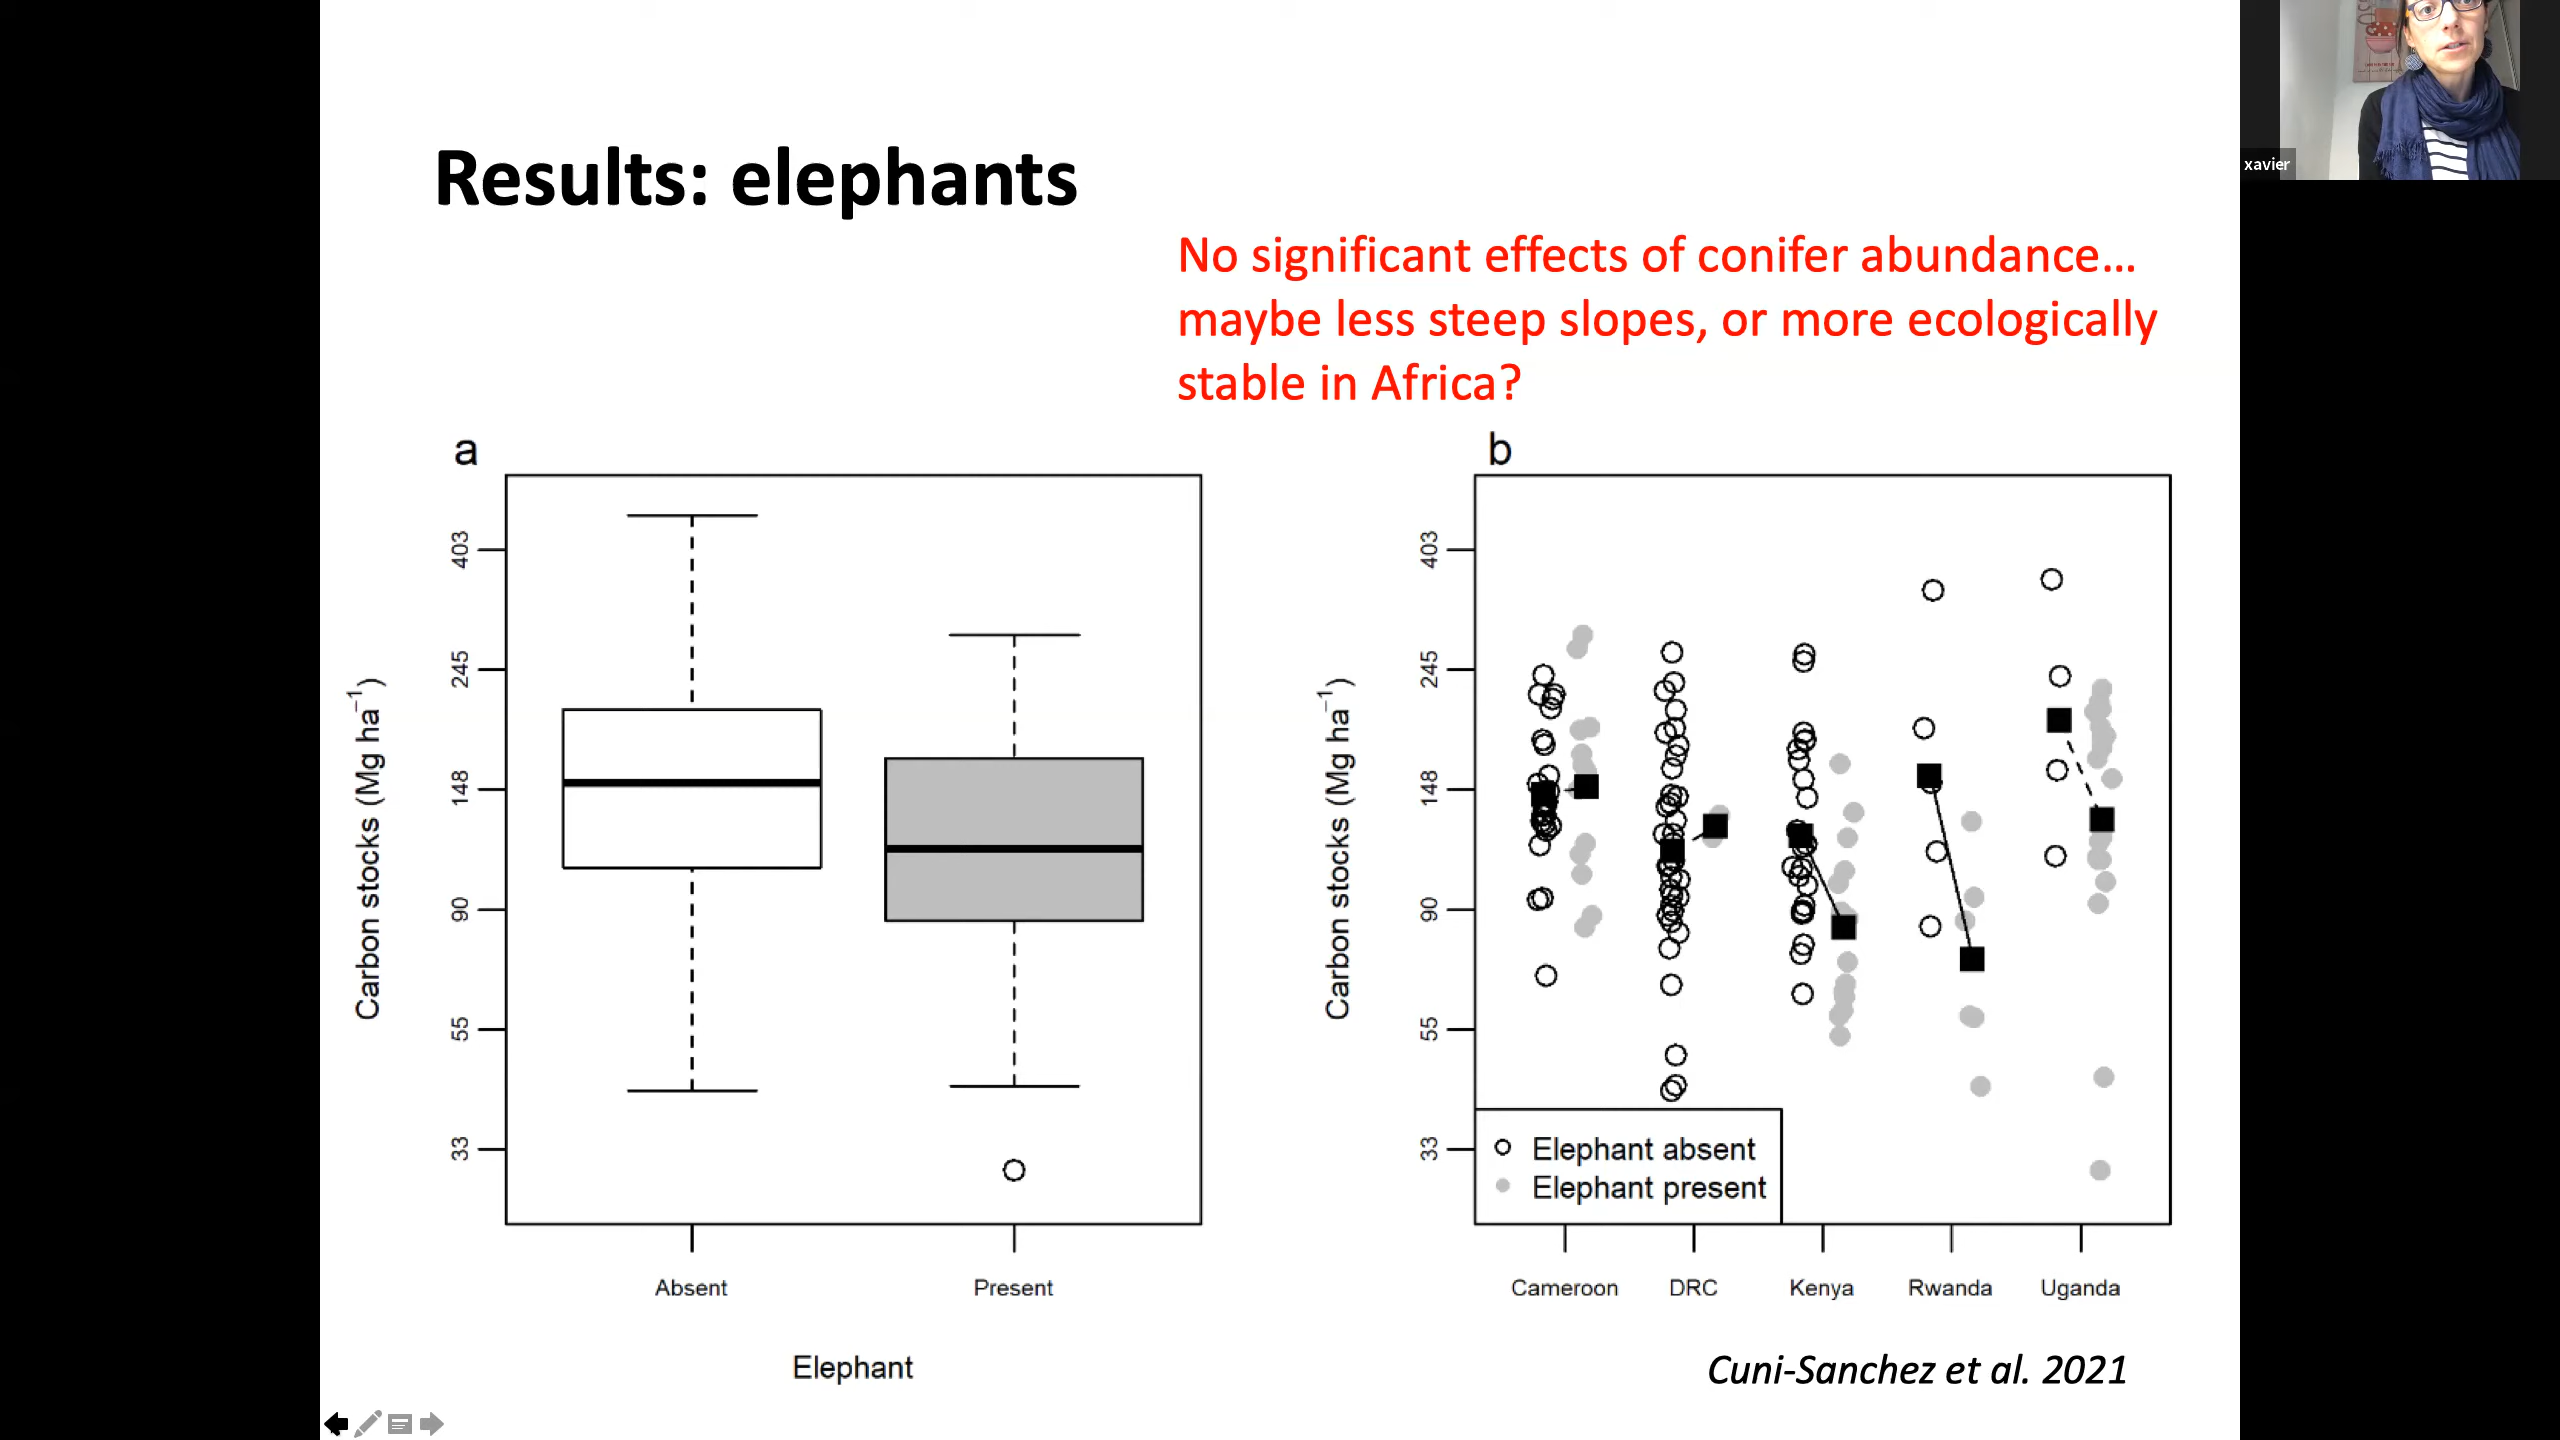 xavier
Results: elephants
No significant effects of conifer abundance...
maybe less steep slopes, or more ecologically
stable in Africa?
a
Carbon stocks (Mg ha⁻¹)
403
245
148
90
55
33
Absent
Present
Elephant
b
Carbon stocks (Mg ha⁻¹)
403
245
148
90
55
33
Elephant absent
Elephant present
Cameroon
DRC
Kenya
Rwanda
Uganda
Cuni-Sanchez et al. 2021